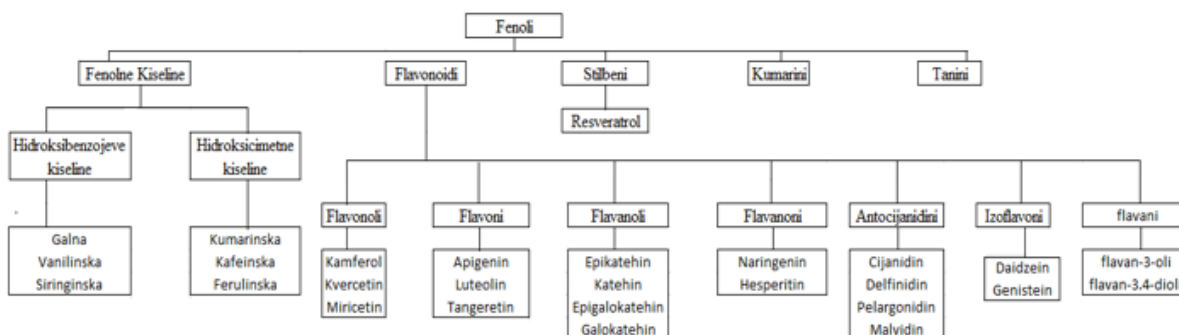 Fenoli
Fenolne Kiseline
Flavonoidi
Stilbeni
Kumarini
Tanini
Resveratrol
Hidroksibenzojeve
kiseline
Hidroksicimetne
kiseline
Flavonoli
Flavoni
Flavanoli
Flavanoni
Antocijanidini
Izoflavoni
flavani
Galna
Vanilinska
Siringinska
Kumarinska
Kafeinska
Ferulinska
Kamferol
Kvercetin
Miricetin
Apigenin
Luteolin
Tangeretin
Epikatehin
Katehin
Epigalokatehin
Galokatehin
Naringenin
Hesperitin
Cijanidin
Delfinidin
Pelargonidin
Malvidin
Daidzein
Genistein
flavan-3-oli
flavan-3.4-dioli